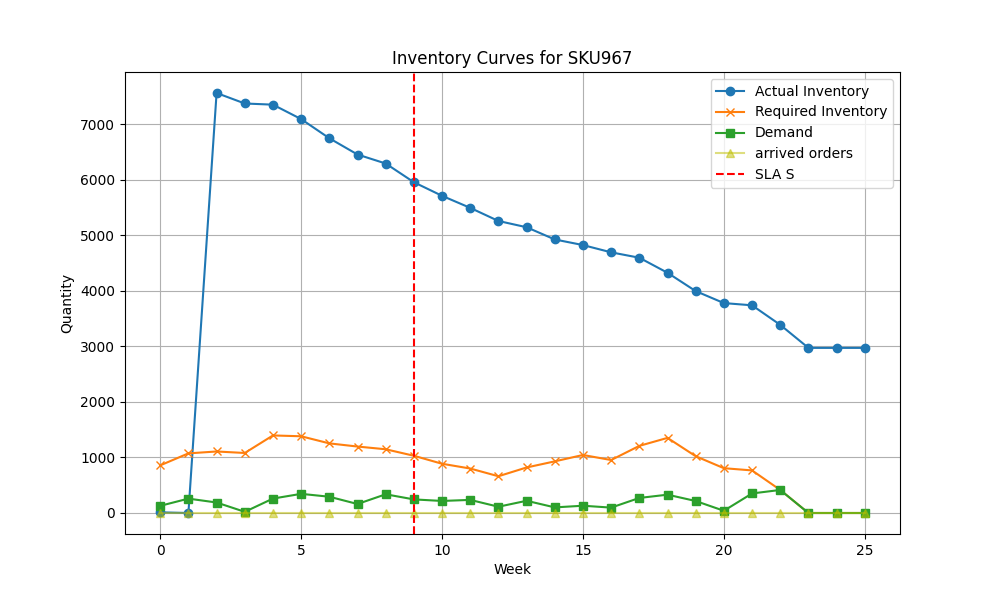 Inventory Curves for SKU967
Actual Inventory
Required Inventory
Demand
arrived orders
SLA S
Quantity
7000
6000
5000
4000
3000
2000
1000
0
0 5 10 15 20 25
Week